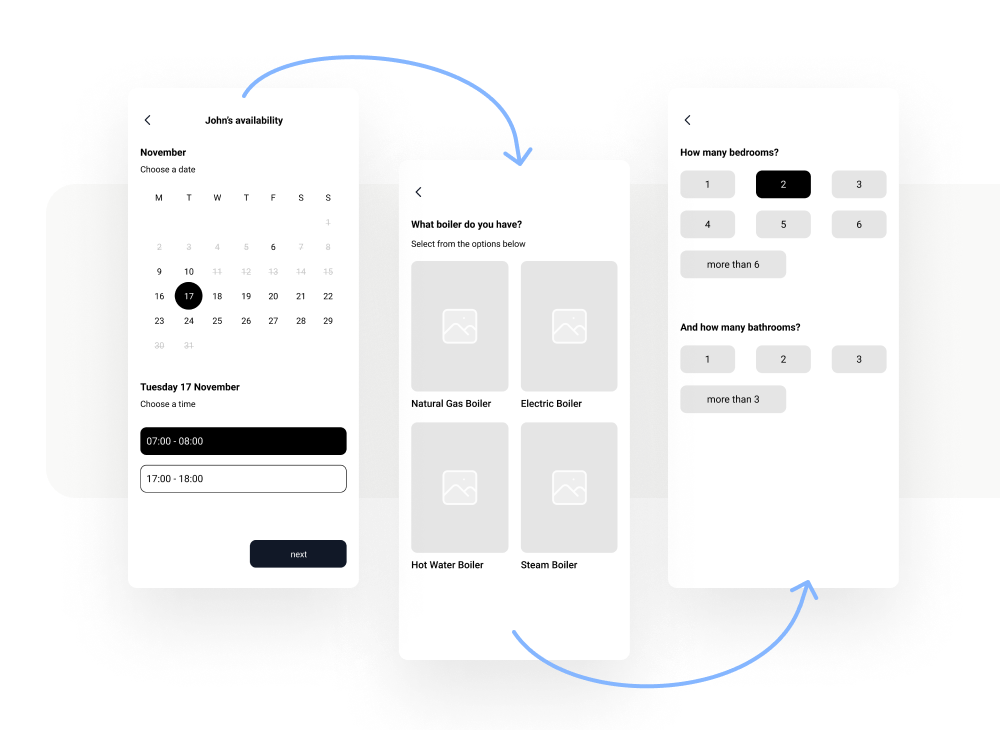 John's availability
November
Choose a date
M T W T F S S
1
2 3 4 5 6 7 8
9 10 11 12 13 14 15
16 17 18 19 20 21 22
23 24 25 26 27 28 29
30 31
Tuesday 17 November
Choose a time
07:00 - 08:00
17:00 - 18:00
next
What boiler do you have?
Select from the options below
Natural Gas Boiler Electric Boiler
Hot Water Boiler Steam Boiler
How many bedrooms?
1 2 3
4 5 6
more than 6
And how many bathrooms?
1 2 3
more than 3